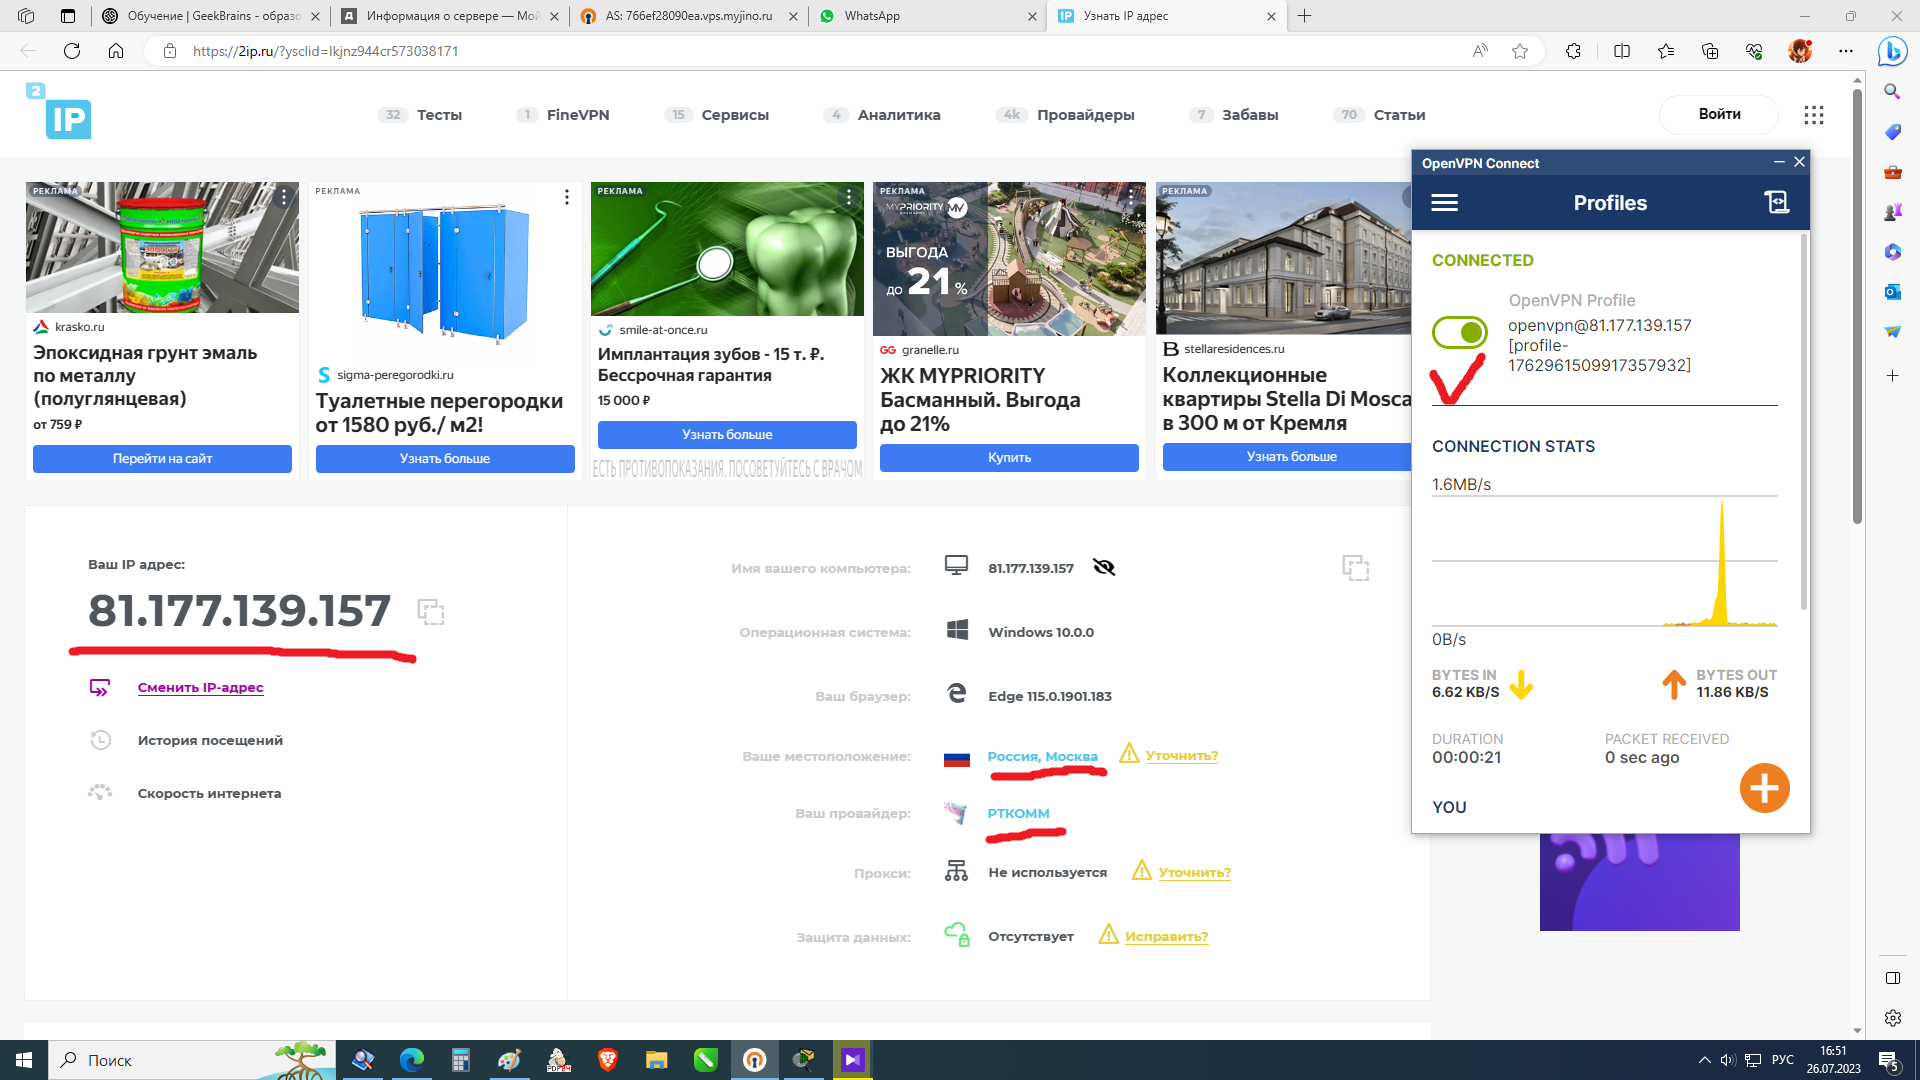 Обучение | GeekBrains - образо
Информация о сервере — Мой
AS: 766ef28090ea.vps.myjino.ru
WhatsApp
Узнать IP адрес
https://2ip.ru/?ysclid=lkjnz944cr573038171
2
IP
32 Тесты
1 FineVPN
15 Сервисы
4 Аналитика
4k Провайдеры
7 Забавы
70 Статьи
Войти
РЕКЛАМА
krasko.ru
Эпоксидная грунт эмаль
по металлу
(полуглянцевая)
от 759 ₽
Перейти на сайт
РЕКЛАМА
sigma-peregorodki.ru
Туалетные перегородки
от 1580 руб./ м2!
Узнать больше
РЕКЛАМА
smile-at-once.ru
Имплантация зубов - 15 т. ₽.
Бессрочная гарантия
15 000 ₽
Узнать больше
ЕСТЬ ПРОТИВОПОКАЗАНИЯ. ПОСОВЕТУЙТЕСЬ С ВРАЧОМ
РЕКЛАМА
MYPRIORITY
ВЫГОДА
до 21 %
granelle.ru
ЖК MYPRIORITY
Басманный. Выгода
до 21%
Купить
РЕКЛАМА
stellaresidences.ru
Коллекционные
квартиры Stella Di Mosca
в 300 м от Кремля
Узнать больше
Ваш IP адрес:
81.177.139.157
Сменить IP-адрес
История посещений
Скорость интернета
Имя вашего компьютера: 81.177.139.157
Операционная система: Windows 10.0.0
Ваш браузер: Edge 115.0.1901.183
Ваше местоположение: Россия, Москва Уточнить?
Ваш провайдер: РТКОММ
Прокси: Не используется Уточнить?
Защита данных: Отсутствует Исправить?
OpenVPN Connect
Profiles
CONNECTED
OpenVPN Profile
openvpn@81.177.139.157
[profile-
1762961509917357932]
CONNECTION STATS
1.6MB/s
0B/s
BYTES IN
6.62 KB/S
BYTES OUT
11.86 KB/S
DURATION
00:00:21
PACKET RECEIVED
0 sec ago
YOU
Поиск
РУС
16:51
26.07.2023
5